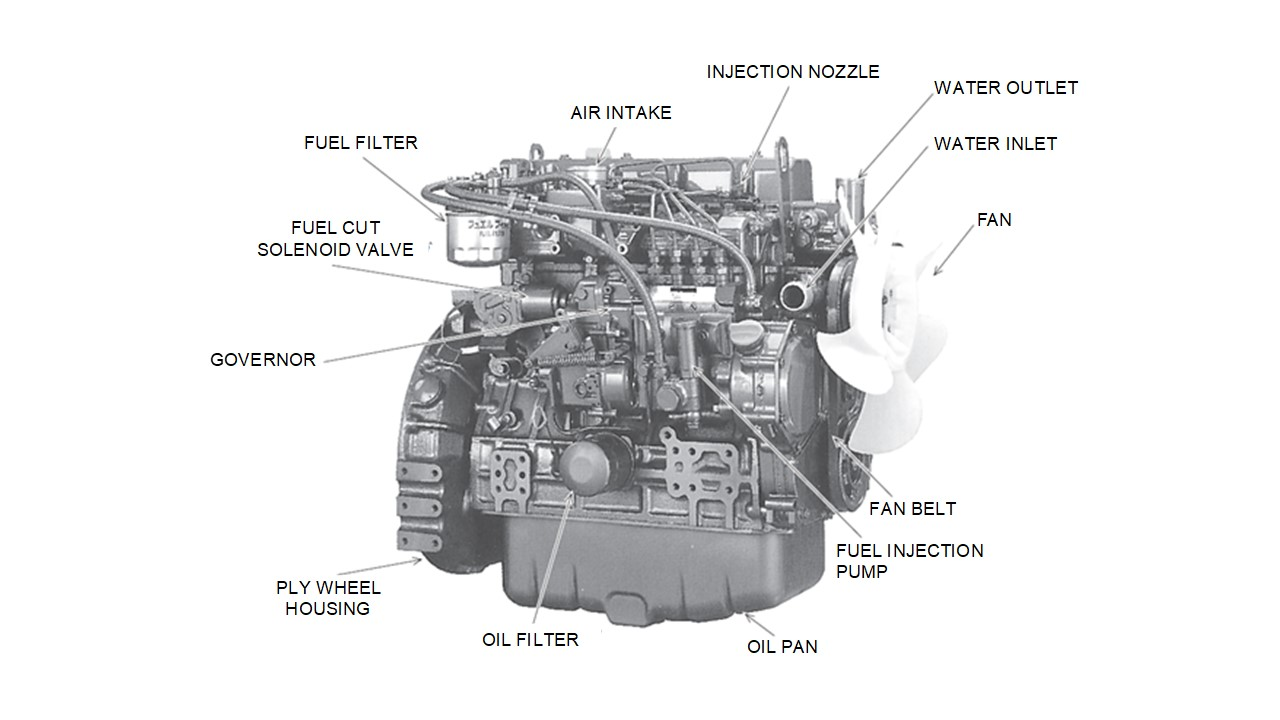 INJECTION NOZZLE
WATER OUTLET
AIR INTAKE
FUEL FILTER
WATER INLET
FAN
FUEL CUT
SOLENOID VALVE
GOVERNOR
FAN BELT
FUEL INJECTION
PUMP
PLY WHEEL
HOUSING
OIL FILTER
OIL PAN